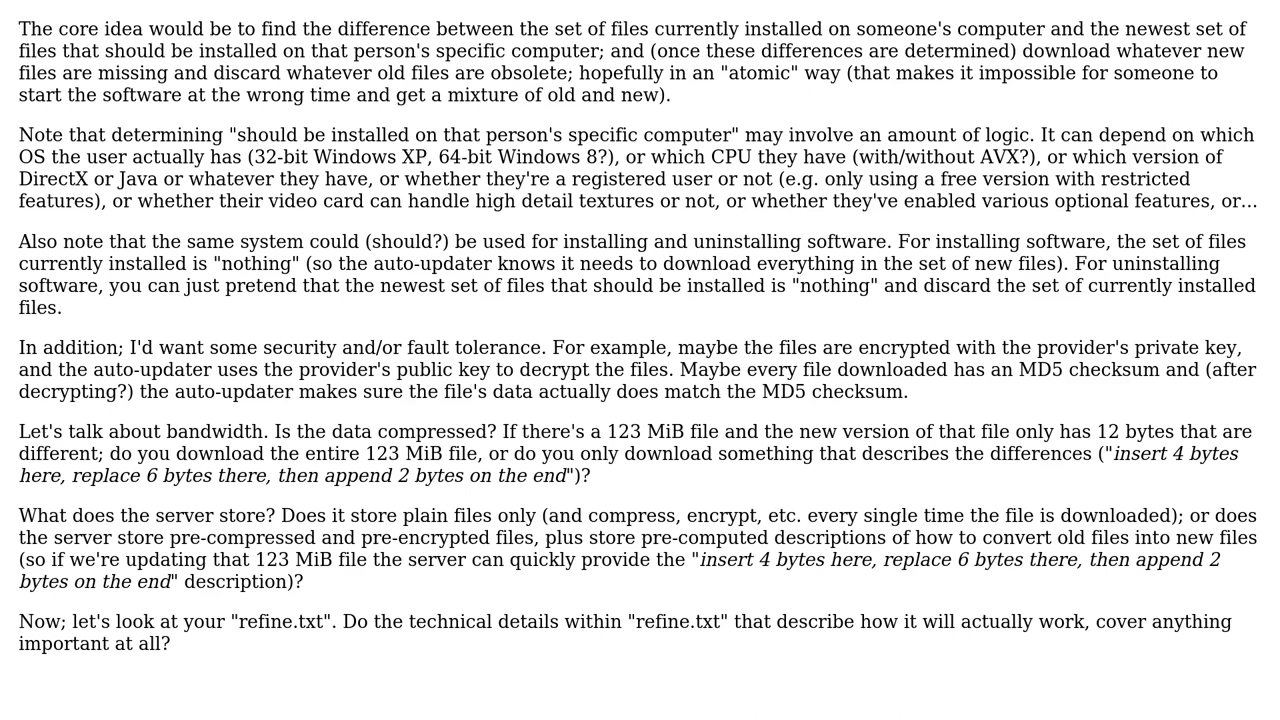 The core idea would be to find the difference between the set of files currently installed on someone's computer and the newest set of
files that should be installed on that person's specific computer; and (once these differences are determined) download whatever new
files are missing and discard whatever old files are obsolete; hopefully in an "atomic" way (that makes it impossible for someone to
start the software at the wrong time and get a mixture of old and new).
Note that determining "should be installed on that person's specific computer" may involve an amount of logic. It can depend on which
OS the user actually has (32-bit Windows XP, 64-bit Windows 8?), or which CPU they have (with/without AVX?), or which version of
DirectX or Java or whatever they have, or whether they're a registered user or not (e.g. only using a free version with restricted
features), or whether their video card can handle high detail textures or not, or whether they've enabled various optional features, or...
Also note that the same system could (should?) be used for installing and uninstalling software. For installing software, the set of files
currently installed is "nothing" (so the auto-updater knows it needs to download everything in the set of new files). For uninstalling
software, you can just pretend that the newest set of files that should be installed is "nothing" and discard the set of currently installed
files.
In addition; I'd want some security and/or fault tolerance. For example, maybe the files are encrypted with the provider's private key,
and the auto-updater uses the provider's public key to decrypt the files. Maybe every file downloaded has an MD5 checksum and (after
decrypting?) the auto-updater makes sure the file's data actually does match the MD5 checksum.
Let's talk about bandwidth. Is the data compressed? If there's a 123 MiB file and the new version of that file only has 12 bytes that are
different; do you download the entire 123 MiB file, or do you only download something that describes the differences ("insert 4 bytes
here, replace 6 bytes there, then append 2 bytes on the end")?
What does the server store? Does it store plain files only (and compress, encrypt, etc. every single time the file is downloaded); or does
the server store pre-compressed and pre-encrypted files, plus store pre-computed descriptions of how to convert old files into new files
(so if we're updating that 123 MiB file the server can quickly provide the "insert 4 bytes here, replace 6 bytes there, then append 2
bytes on the end" description)?
Now; let's look at your "refine.txt". Do the technical details within "refine.txt" that describe how it will actually work, cover anything
important at all?